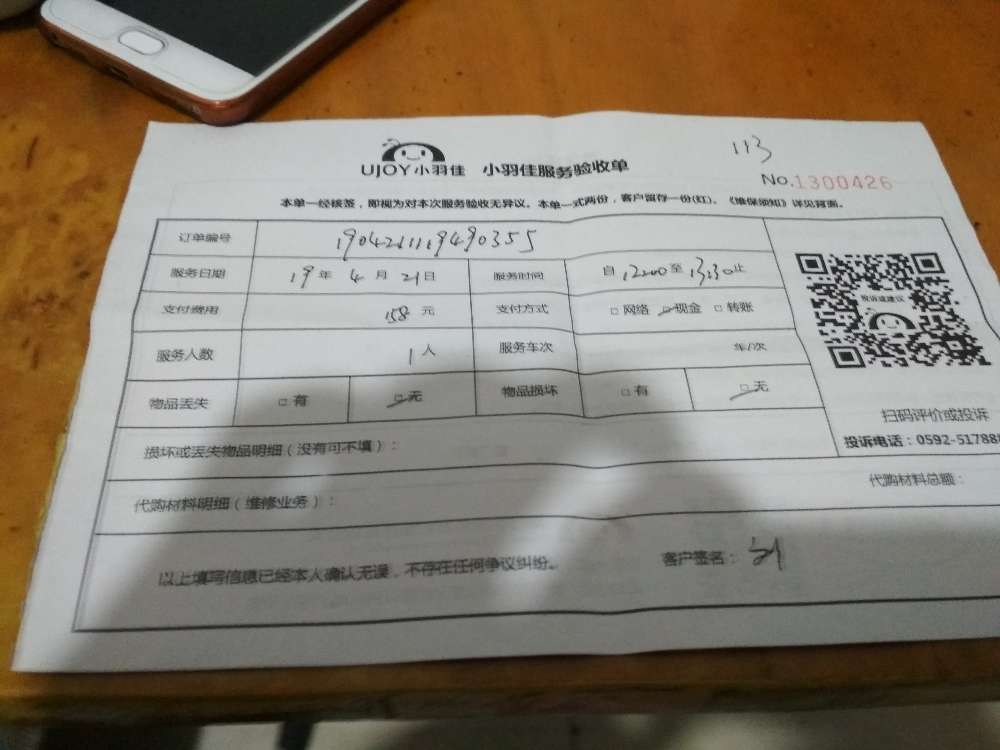 113
UJOY小羽佳 小羽佳服务验收单
No.1300426
本单一经核签,即视为对本次服务验收无异议。本单一式两份,客户留存一份(红)。《维保须知》详见背面。
订单编号 1904211119490355
服务日期 19年4月21日 服务时间 自12:00至13:30止
支付费用 158元 支付方式 □网络 □现金 □转账
投诉或建议
服务人数 1人 服务车次 车/次
物品丢失 □有 □无 物品损坏 □有 □无
扫码评价或投诉
投诉电话:0592-517888
损坏或丢失物品明细(没有可不填):
代购材料明细(维修业务): 代购材料总额:
以上填写信息已经本人确认无误,不存在任何争议纠纷。 客户签名:刘